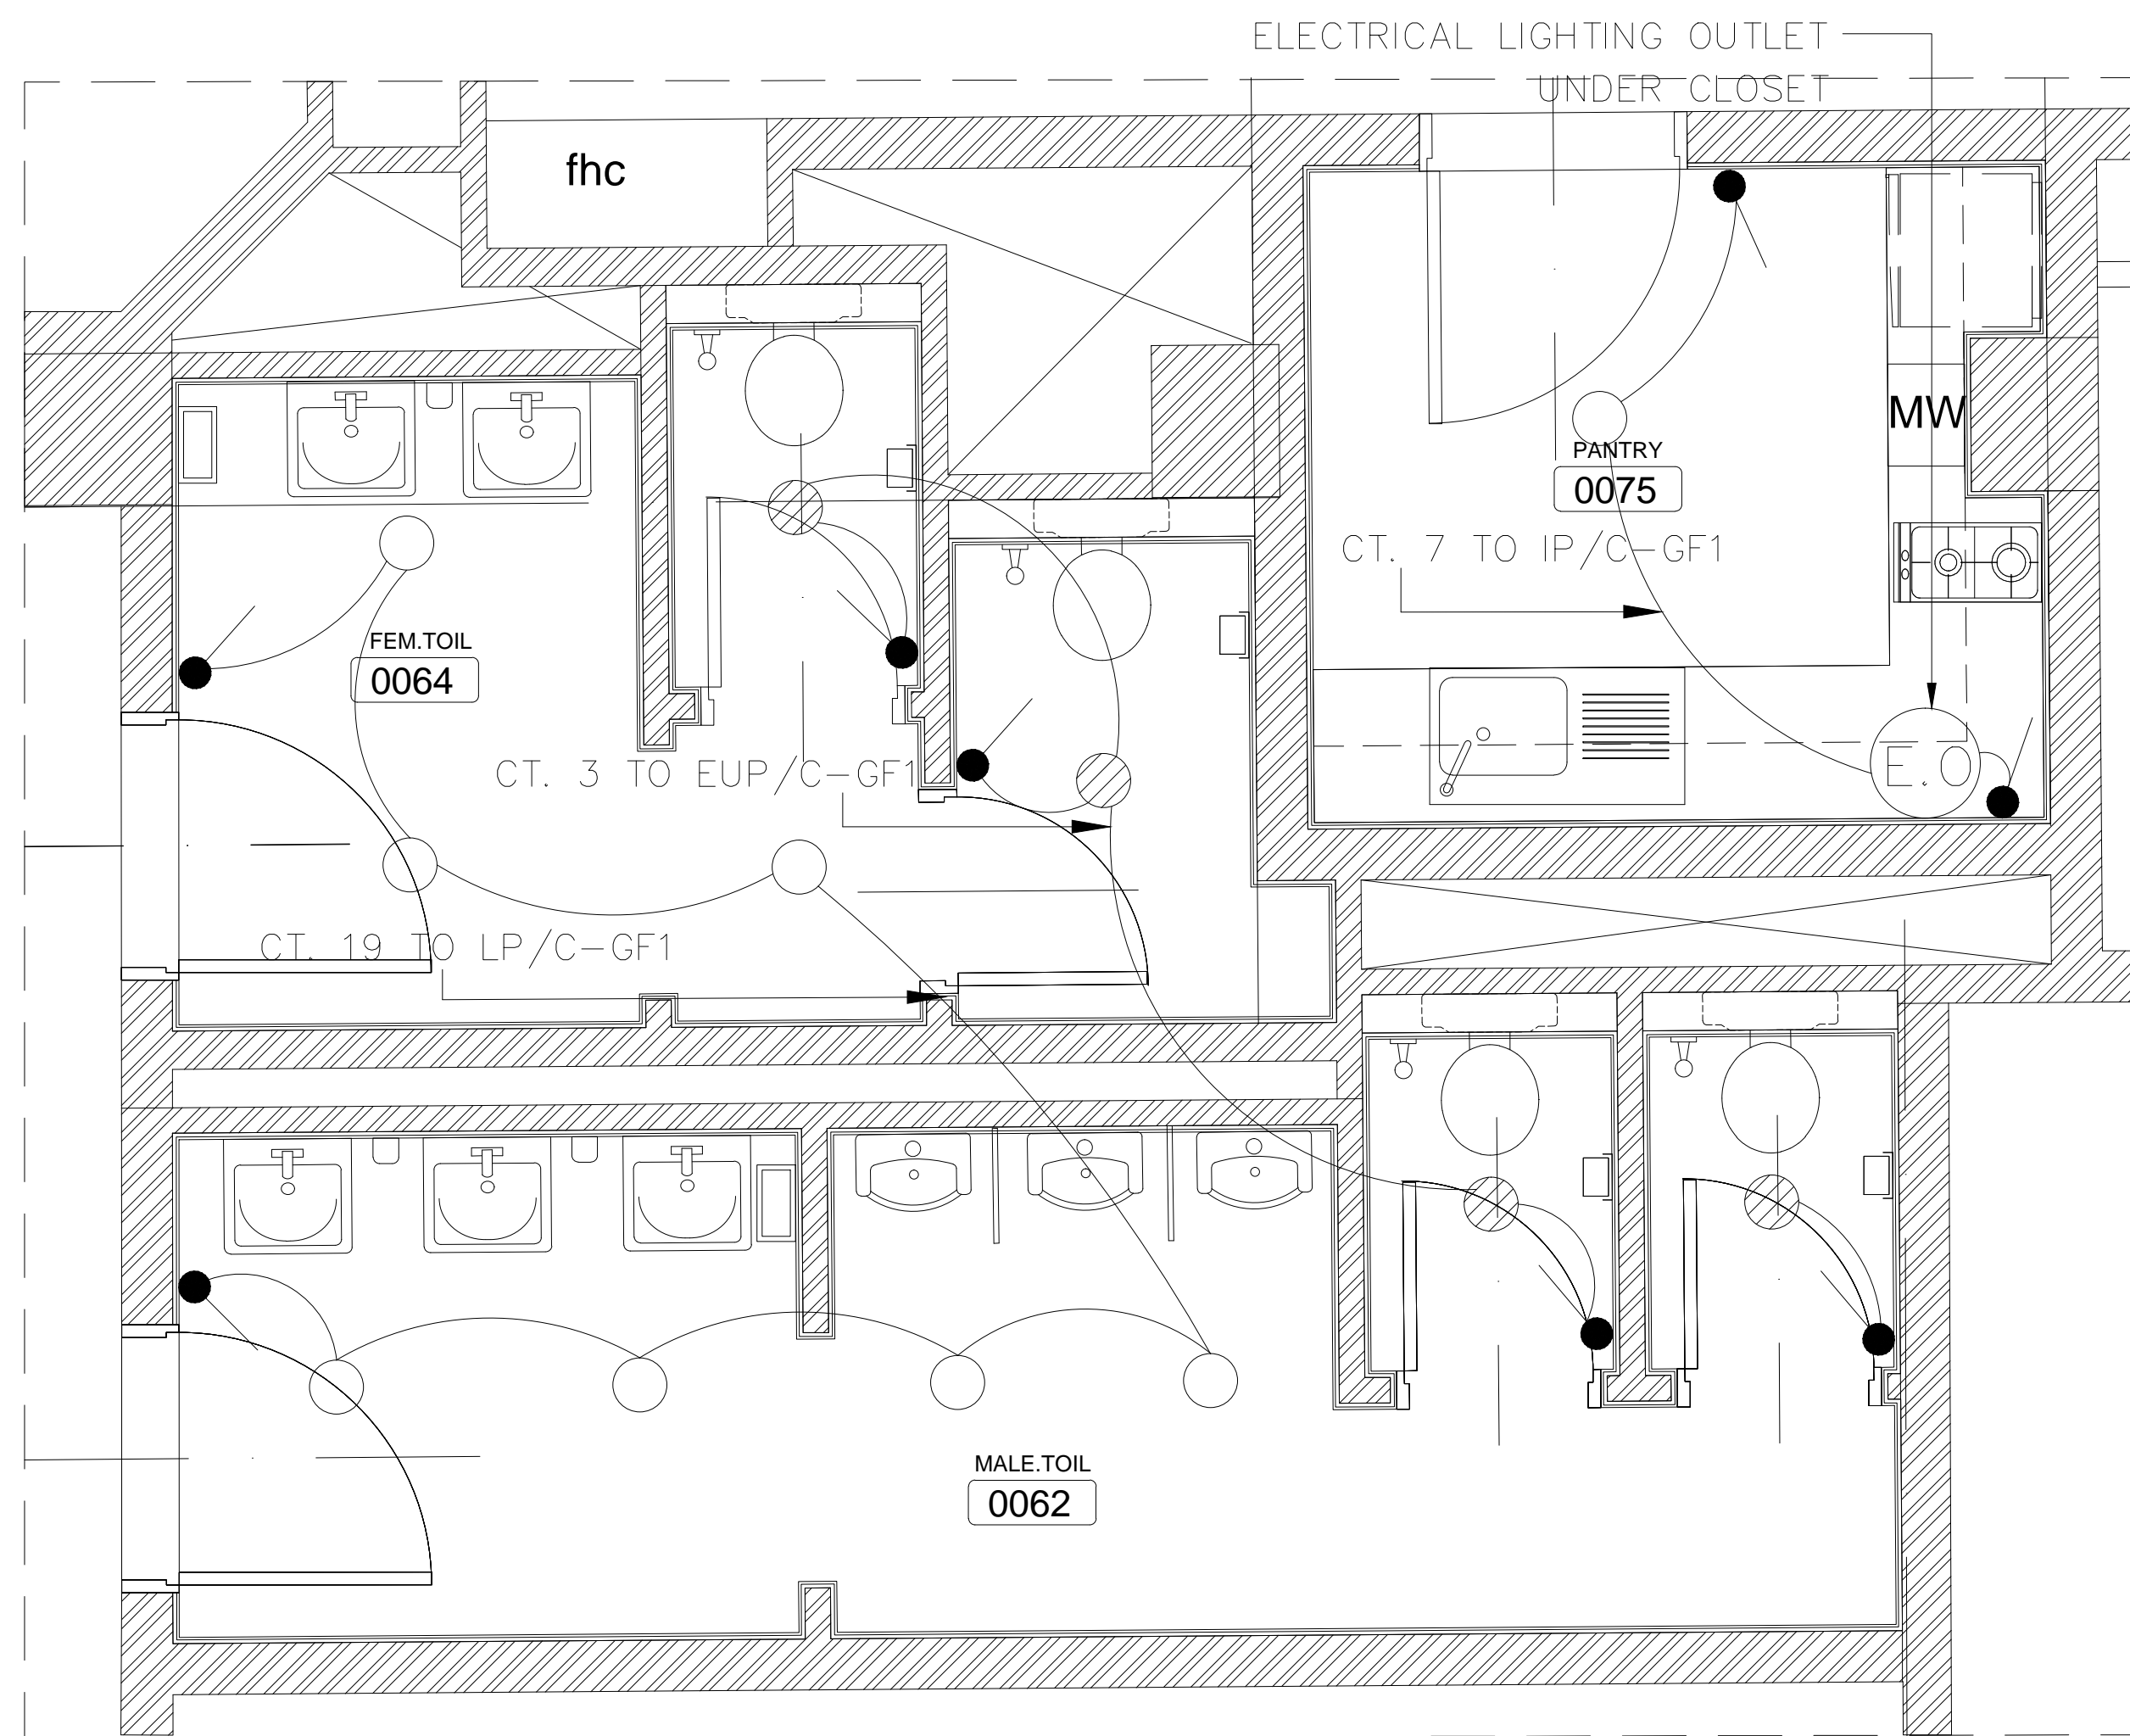 ELECTRICAL LIGHTING OUTLET
UNDER CLOSET
fhc
MW
PANTRY
0075
CT. 7 TO IP/C-GF1
FEM.TOIL
0064
CT. 3 TO EUP/C-GF1
E.O
CT. 19 TO LP/C-GF1
MALE.TOIL
0062